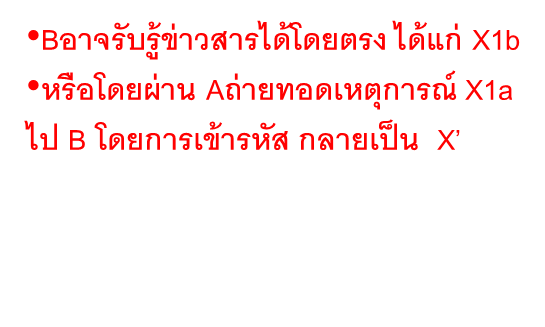 •Bอาจรับรู้ข่าวสารได้โดยตรง ได้แก่ X1b
•หรือโดยผ่าน Aถ่ายทอดเหตุการณ์ X1a
ไป B โดยการเข้ารหัส กลายเป็น X’